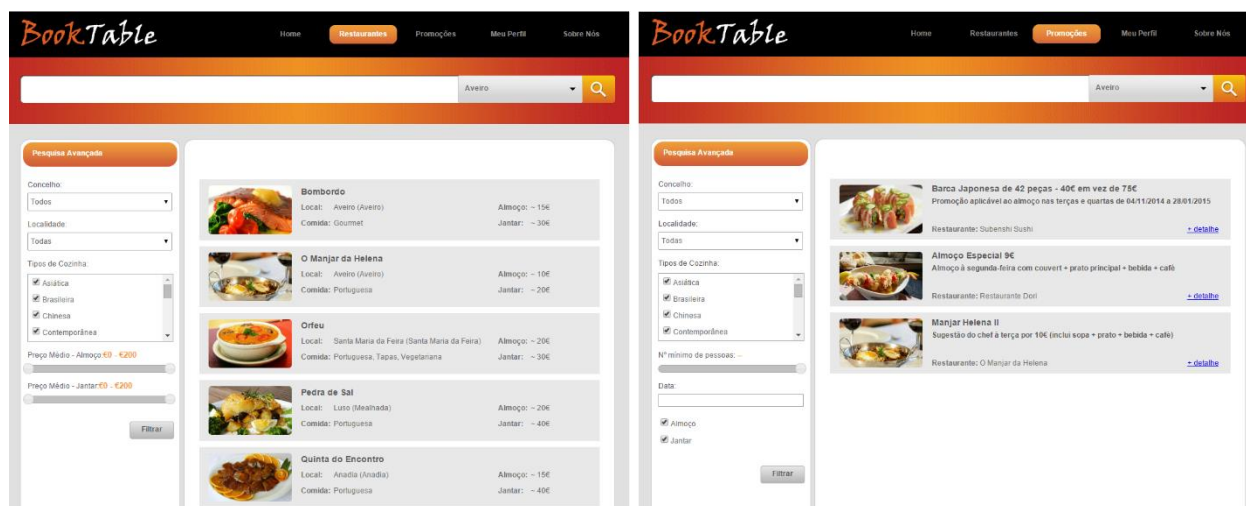 BookTable
Home Restaurantes Promoções Meu Perfil Sobre Nós
Aveiro
Pesquisa Avançada
Concelho:
Todos
Localidade:
Todas
Tipos de Cozinha:
Asiática
Brasileira
Chinesa
Contemporânea
Preço Médio - Almoço:€0 - €200
Preço Médio - Jantar:€0 - €200
Filtrar
Bombordo
Local: Aveiro (Aveiro) Almoço: ~ 15€
Comida: Gourmet Jantar: ~ 30€
O Manjar da Helena
Local: Aveiro (Aveiro) Almoço: ~ 10€
Comida: Portuguesa Jantar: ~ 20€
Orfeu
Local: Santa Maria da Feira (Santa Maria da Feira) Almoço: ~ 20€
Comida: Portuguesa, Tapas, Vegetariana Jantar: ~ 30€
Pedra de Sal
Local: Luso (Mealhada) Almoço: ~ 20€
Comida: Portuguesa Jantar: ~ 40€
Quinta do Encontro
Local: Anadia (Anadia) Almoço: ~ 15€
Comida: Portuguesa Jantar: ~ 40€
BookTable
Home Restaurantes Promoções Meu Perfil Sobre Nós
Aveiro
Pesquisa Avançada
Concelho:
Todos
Localidade:
Todas
Tipos de Cozinha:
Asiática
Brasileira
Chinesa
Contemporânea
Nº mínimo de pessoas: --
Data:
Almoço
Jantar
Filtrar
Barca Japonesa de 42 peças - 40€ em vez de 75€
Promoção aplicável ao almoço nas terças e quartas de 04/11/2014 a 28/01/2015
Restaurante: Subenshi Sushi + detalhe
Almoço Especial 9€
Almoço à segunda-feira com couvert + prato principal + bebida + café
Restaurante: Restaurante Dori + detalhe
Manjar Helena II
Sugestão do chef à terça por 10€ (inclui sopa + prato + bebida + café)
Restaurante: O Manjar da Helena + detalhe